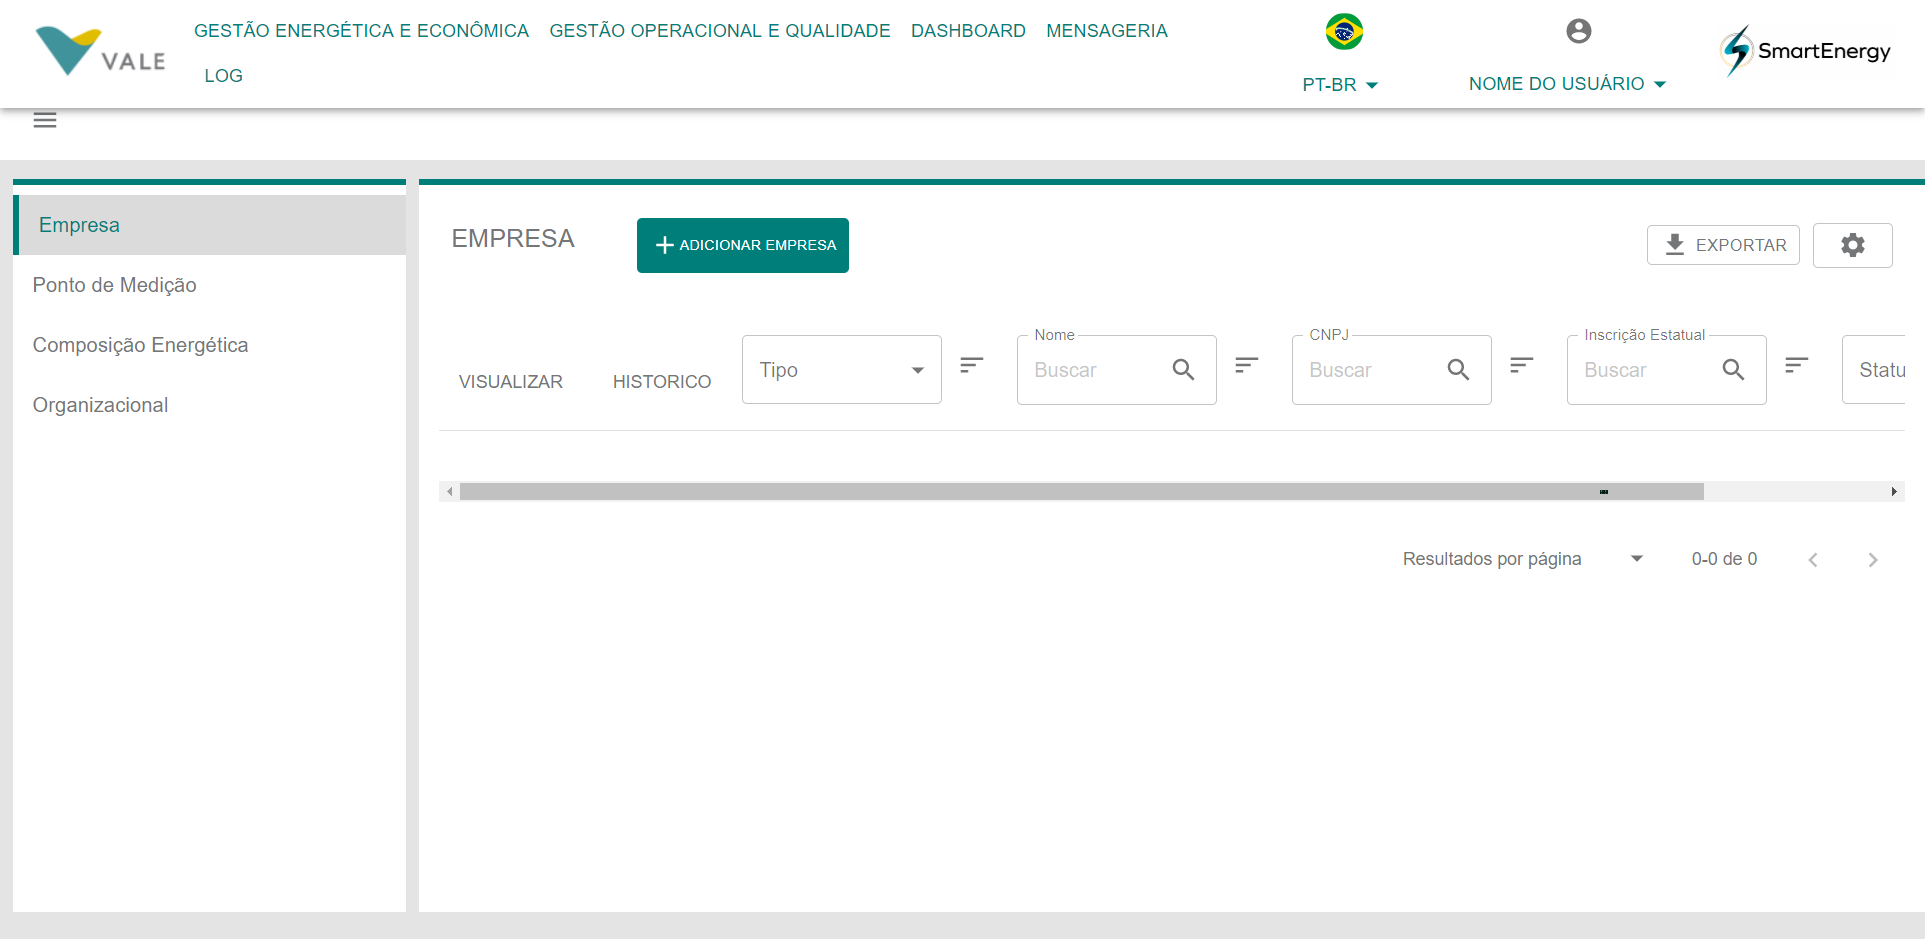 VALE
GESTÃO ENERGÉTICA E ECONÔMICA
GESTÃO OPERACIONAL E QUALIDADE
DASHBOARD
MENSAGERIA
LOG
PT-BR
NOME DO USUÁRIO
SmartEnergy
Empresa
Ponto de Medição
Composição Energética
Organizacional
EMPRESA
ADICIONAR EMPRESA
EXPORTAR
VISUALIZAR
HISTORICO
Tipo
Nome
Buscar
CNPJ
Buscar
Inscrição Estatual
Buscar
Statu
Resultados por página
0-0 de 0